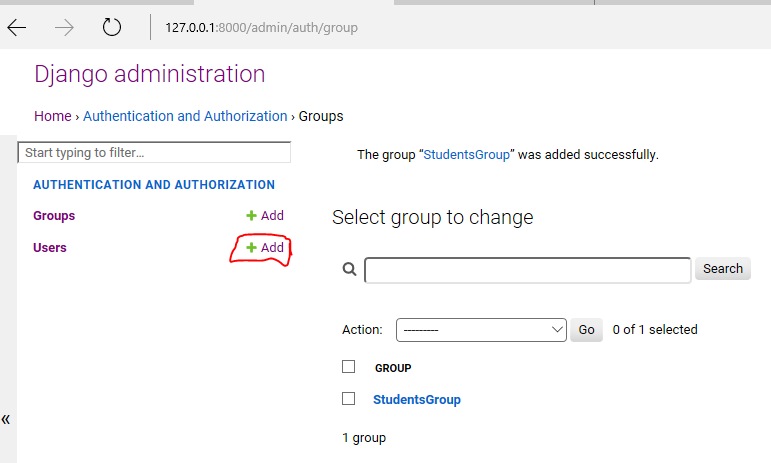 127.0.0.1:8000/admin/auth/group
Django administration
Home › Authentication and Authorization › Groups
Start typing to filter...
The group “StudentsGroup” was added successfully.
AUTHENTICATION AND AUTHORIZATION
Groups + Add
Select group to change
Users + Add
Search
Action: --------- Go 0 of 1 selected
GROUP
StudentsGroup
«
1 group